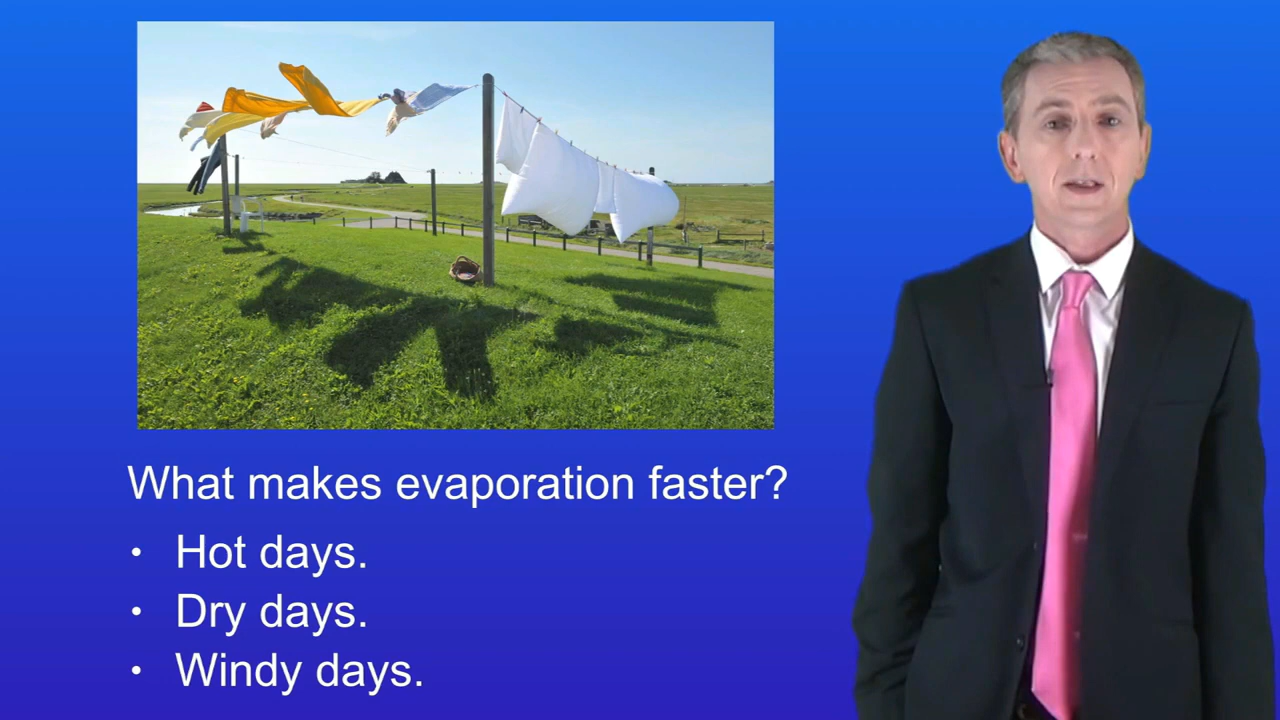 What makes evaporation faster?
• Hot days.
• Dry days.
• Windy days.